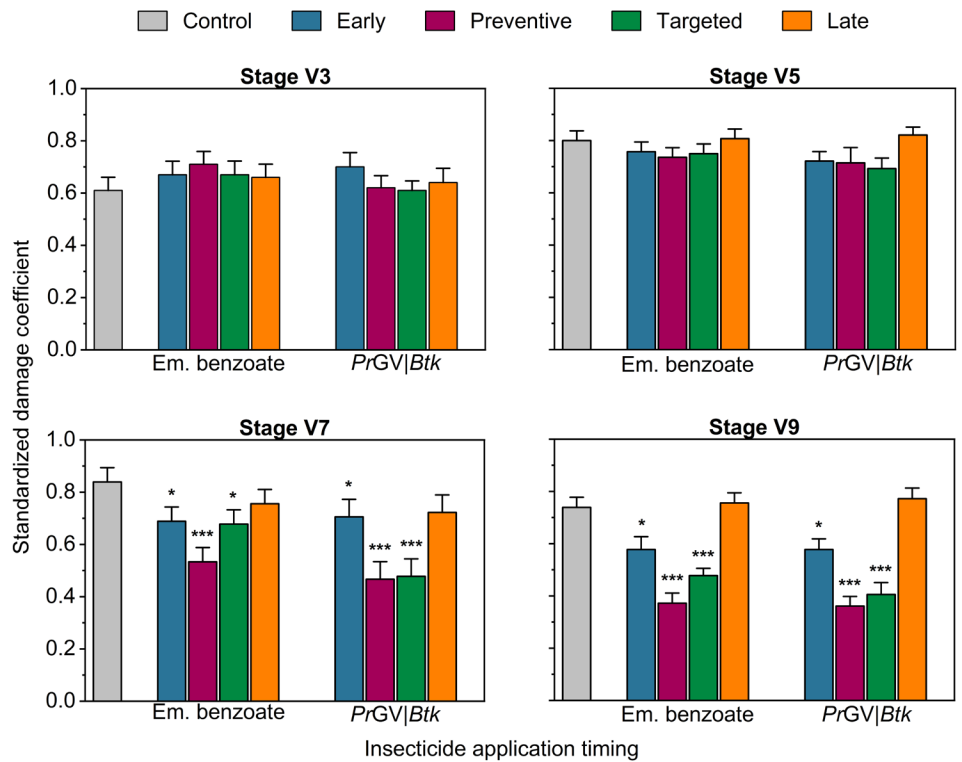 Control Early Preventive Targeted Late
Stage V3
Stage V5
1.0
0.8
0.6
0.4
0.2
0.0
Em. benzoate PrGV|Btk
Em. benzoate PrGV|Btk
Standardized damage coefficient
Stage V7
Stage V9
1.0
0.8
0.6
0.4
0.2
0.0
* *** * * *** ***
* *** *** * *** ***
Em. benzoate PrGV|Btk
Em. benzoate PrGV|Btk
Insecticide application timing